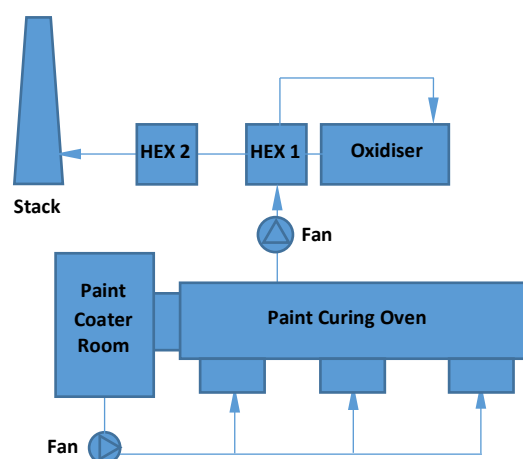 HEX 2
HEX 1
Oxidiser
Stack
Fan
Paint
Coater
Room
Paint Curing Oven
Fan